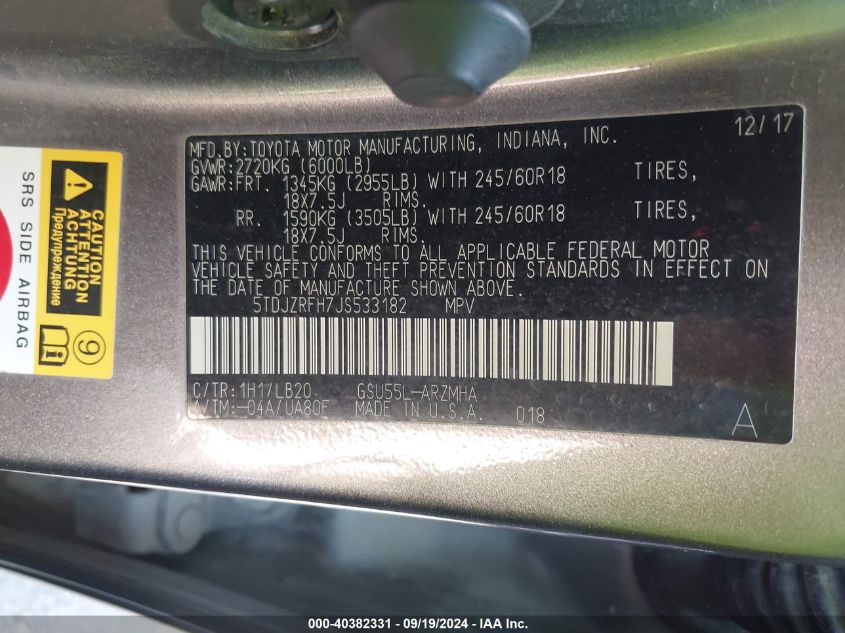 12/17
MFD.BY:TOYOTA MOTOR MANUFACTURING, INDIANA, INC.
GVWR:2720KG (6000LB)
GAWR:FRT. 1345KG (2955LB) WITH 245/60R18 TIRES,
18X7.5J RIMS.
RR. 1590KG (3505LB) WITH 245/60R18 TIRES,
18X7.5J RIMS.
THIS VEHICLE CONFORMS TO ALL APPLICABLE FEDERAL MOTOR
VEHICLE SAFETY AND THEFT PREVENTION STANDARDS IN EFFECT ON
THE DATE OF MANUFACTURE SHOWN ABOVE.
5TDJZRFH7JS533182 MPV
C/TR:1H1/LB20 GSU55L-ARZMHA
A/TM:-04A/UA80F MADE IN U.S.A. 018
A
SRS SIDE AIRBAG
CAUTION
ATTENTION
ACHTUNG
Предупреждение
9
000-40382331 - 09/19/2024 - IAA Inc.